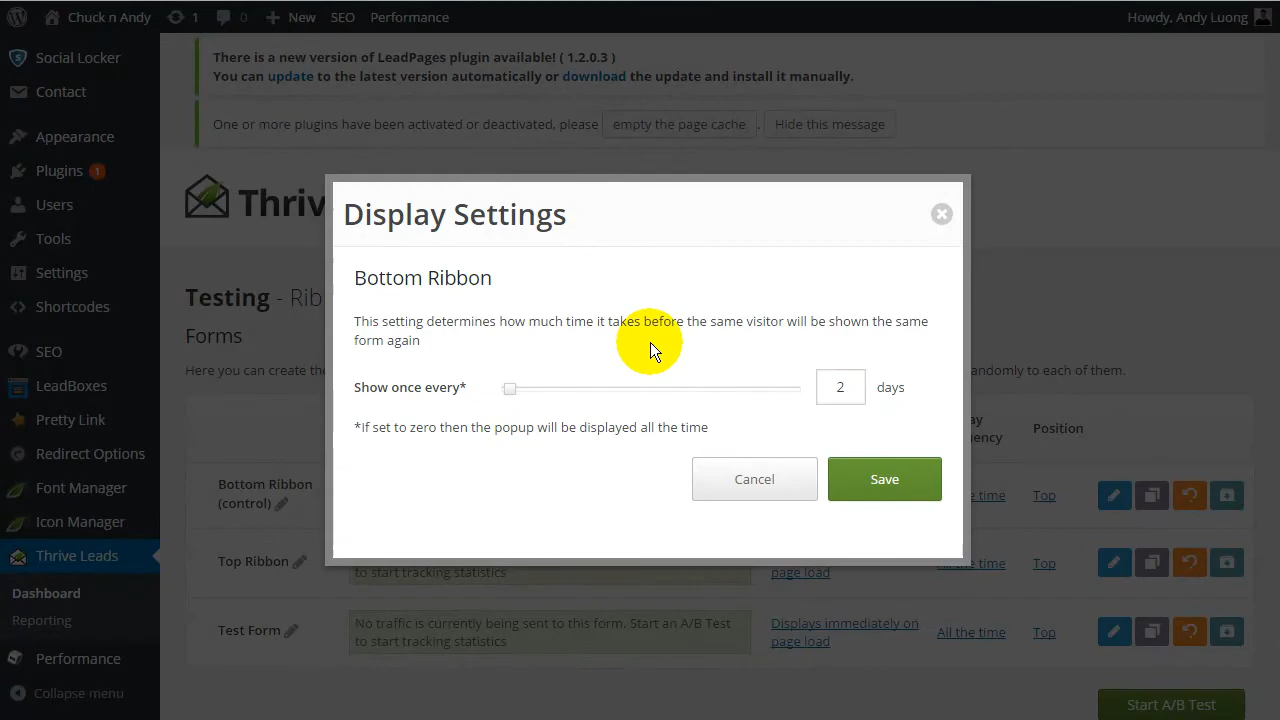 Chuck n Andy
1
0
New
SEO
Performance
Howdy, Andy Luong
Social Locker
Contact
Appearance
Plugins 1
Users
Tools
Settings
Shortcodes
SEO
LeadBoxes
Pretty Link
Redirect Options
Font Manager
Icon Manager
Thrive Leads
Dashboard
Reporting
Performance
Collapse menu
There is a new version of LeadPages plugin available! ( 1.2.0.3 )
You can update to the latest version automatically or download the update and install it manually.
One or more plugins have been activated or deactivated, please empty the page cache . Hide this message
Thriv
Testing - Rib
Forms
Here you can create the
randomly to each of them.
Display Settings
Bottom Ribbon
This setting determines how much time it takes before the same visitor will be shown the same
form again
Show once every* 2 days
*If set to zero then the popup will be displayed all the time
Cancel
Save
Position
Bottom Ribbon
(control)
e time
Top
Top Ribbon
to start tracking statistics
page load
All the time
Top
Test Form
No traffic is currently being sent to this form. Start an A/B Test
to start tracking statistics
Displays immediately on
page load
All the time
Top
Start A/B Test